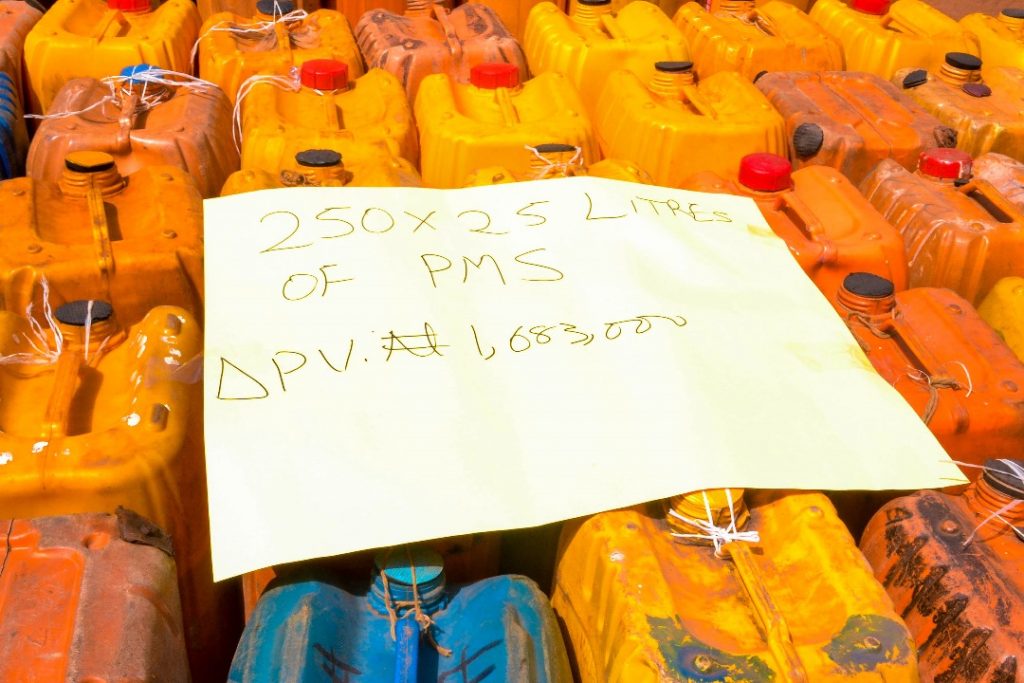 250 x 25 LITRES
OF PMS
DPV. ₦ 1,683,000